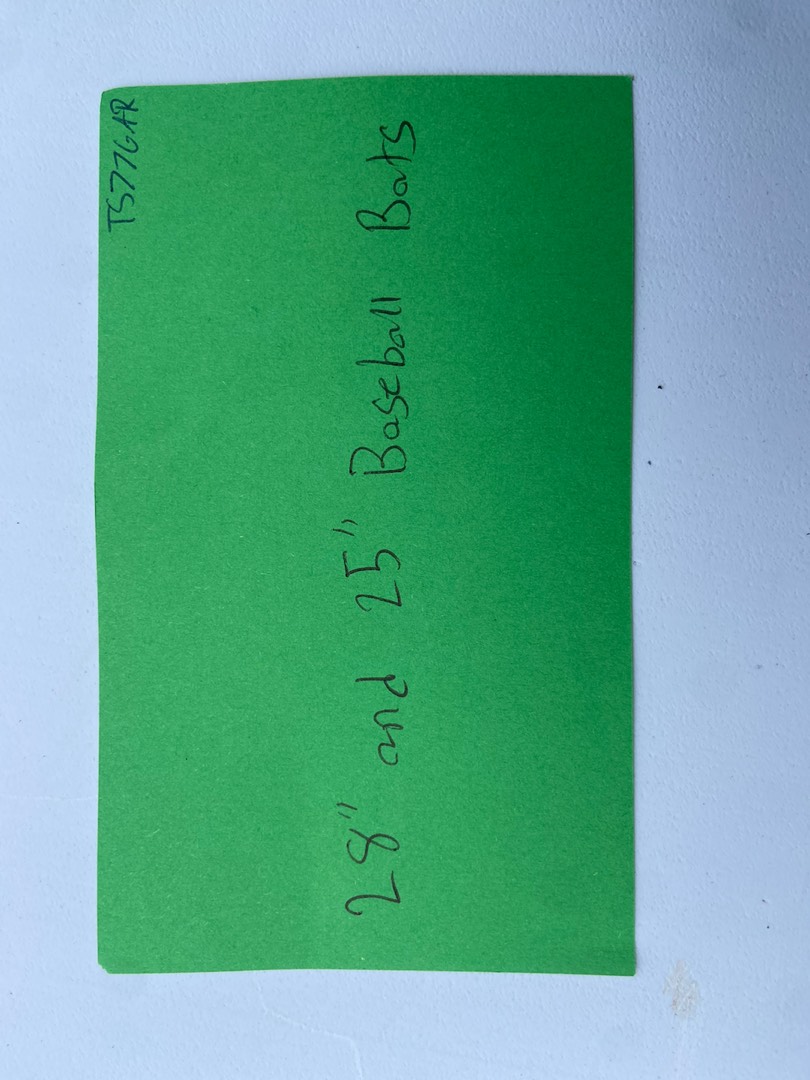 TS77GAR
28" and 25" Baseball Bats